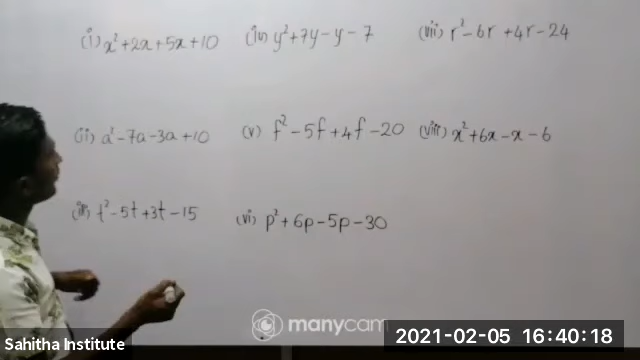 (i) x²+2x+5x+10
(iv) y²+7y-y-7
(vii) r²-6r+4r-24
(ii) a²-7a-3a+10
(v) f²-5f+4f-20
(viii) x²+6x-x-6
(iii) t²-5t+3t-15
(vi) p²+6p-5p-30
manycam
Sahitha Institute
2021-02-05 16:40:18